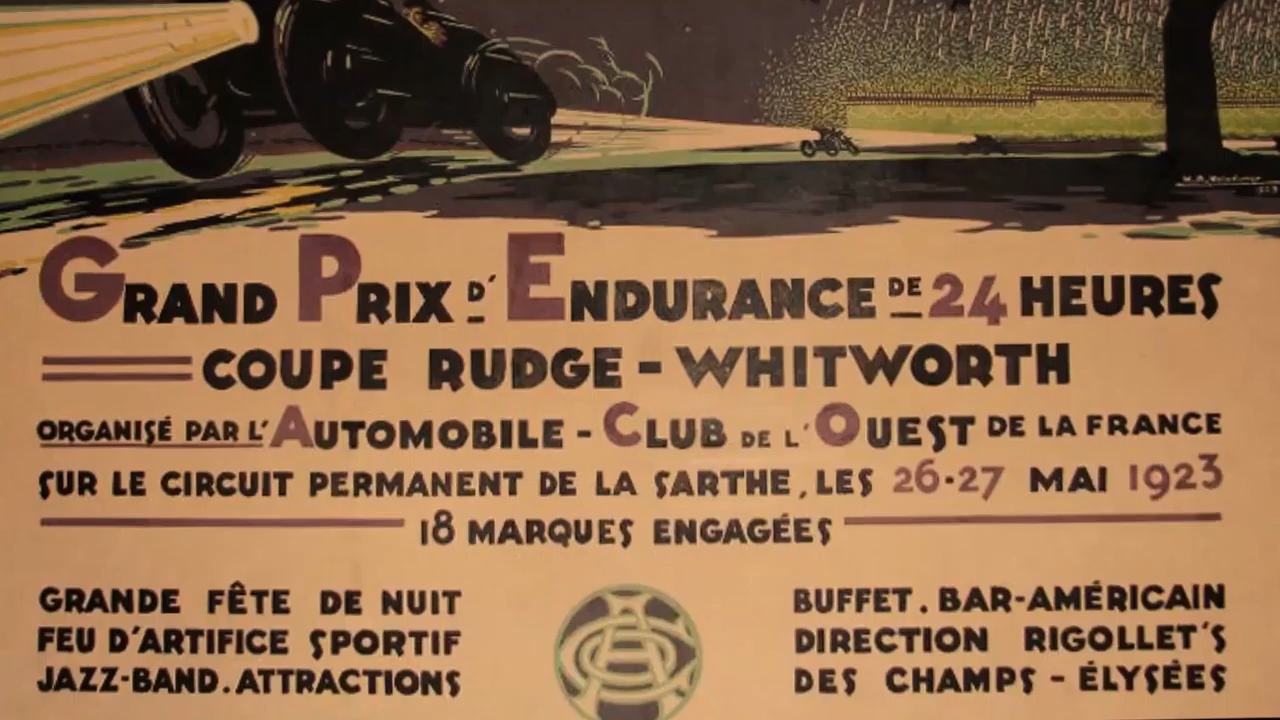 GRAND PRIX D'ENDURANCE DE 24 HEURES
COUPE RUDGE - WHITWORTH
ORGANISÉ PAR L'AUTOMOBILE - CLUB DE L'OUEST DE LA FRANCE
SUR LE CIRCUIT PERMANENT DE LA SARTHE, LES 26-27 MAI 1923
18 MARQUES ENGAGÉES
GRANDE FÊTE DE NUIT
FEU D'ARTIFICE SPORTIF
JAZZ-BAND. ATTRACTIONS
BUFFET. BAR-AMÉRICAIN
DIRECTION RIGOLLET'S
DES CHAMPS - ÉLYSÉES